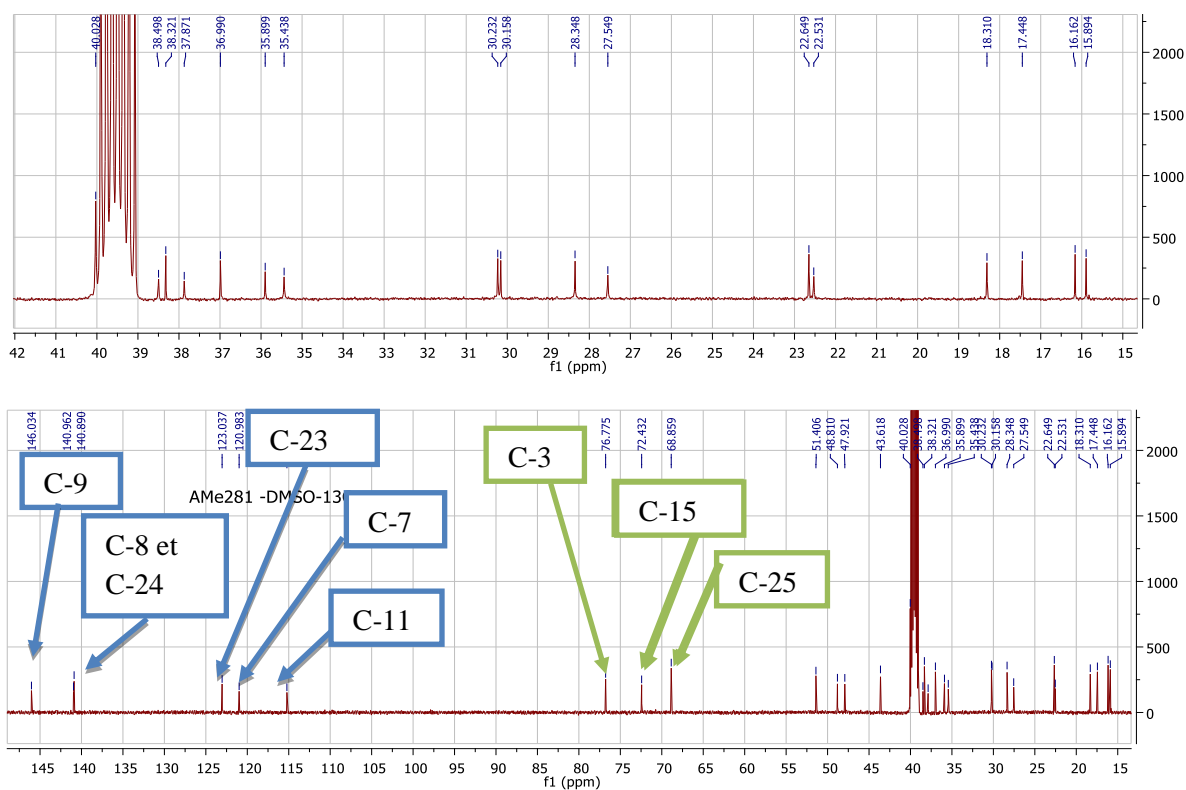 40.028 38.498 38.321 37.871 36.990 35.899 35.438 30.232 30.158 28.348 27.549 22.649 22.531 18.310 17.448 16.162 15.894
2000
1500
1000
500
0
42 41 40 39 38 37 36 35 34 33 32 31 30 29 28 27 26 25 24 23 22 21 20 19 18 17 16 15
f1 (ppm)
146.034 140.962 140.890 123.037 120.983 76.775 72.432 68.859 51.406 48.810 47.921 43.618 40.028 38.321 36.990 35.899 30.232 30.158 28.348 27.549 22.649 22.531 18.310 17.448 16.162 15.894
C-23
C-3
2000
C-9
AMe281 -DMSO-13
C-7
C-15
1500
C-8 et
C-24
C-25
1000
C-11
500
0
145 140 135 130 125 120 115 110 105 100 95 90 85 80 75 70 65 60 55 50 45 40 35 30 25 20 15
f1 (ppm)